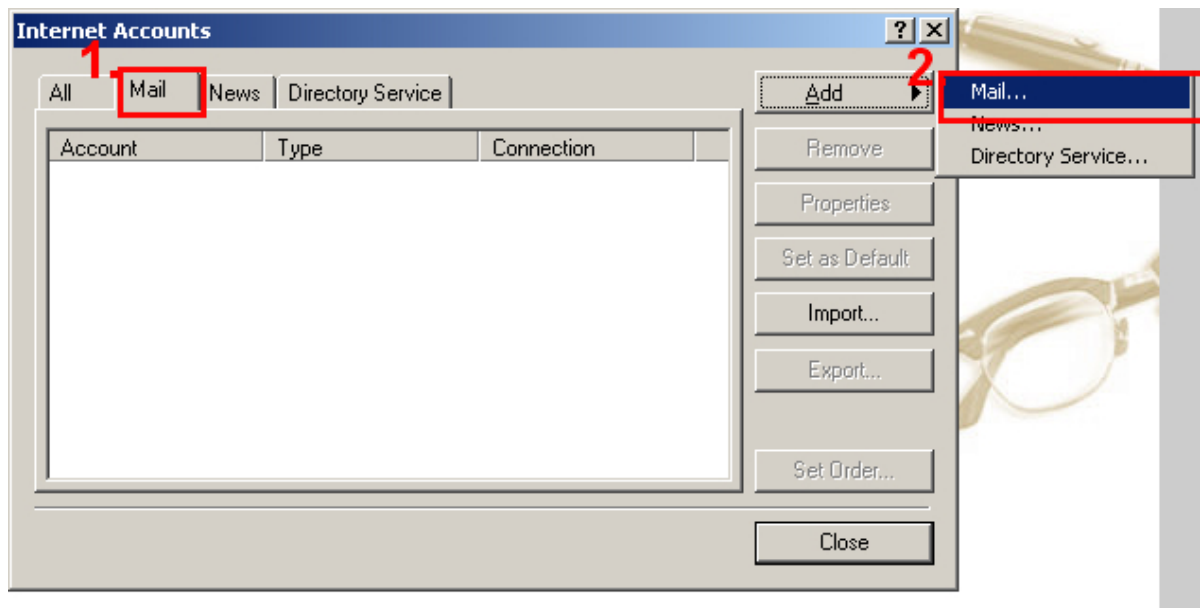 Internet Accounts
1.
2
All Mail News Directory Service
Account Type Connection
Add
Remove
Properties
Set as Default
Import...
Export...
Set Order...
Close
Mail...
News...
Directory Service...